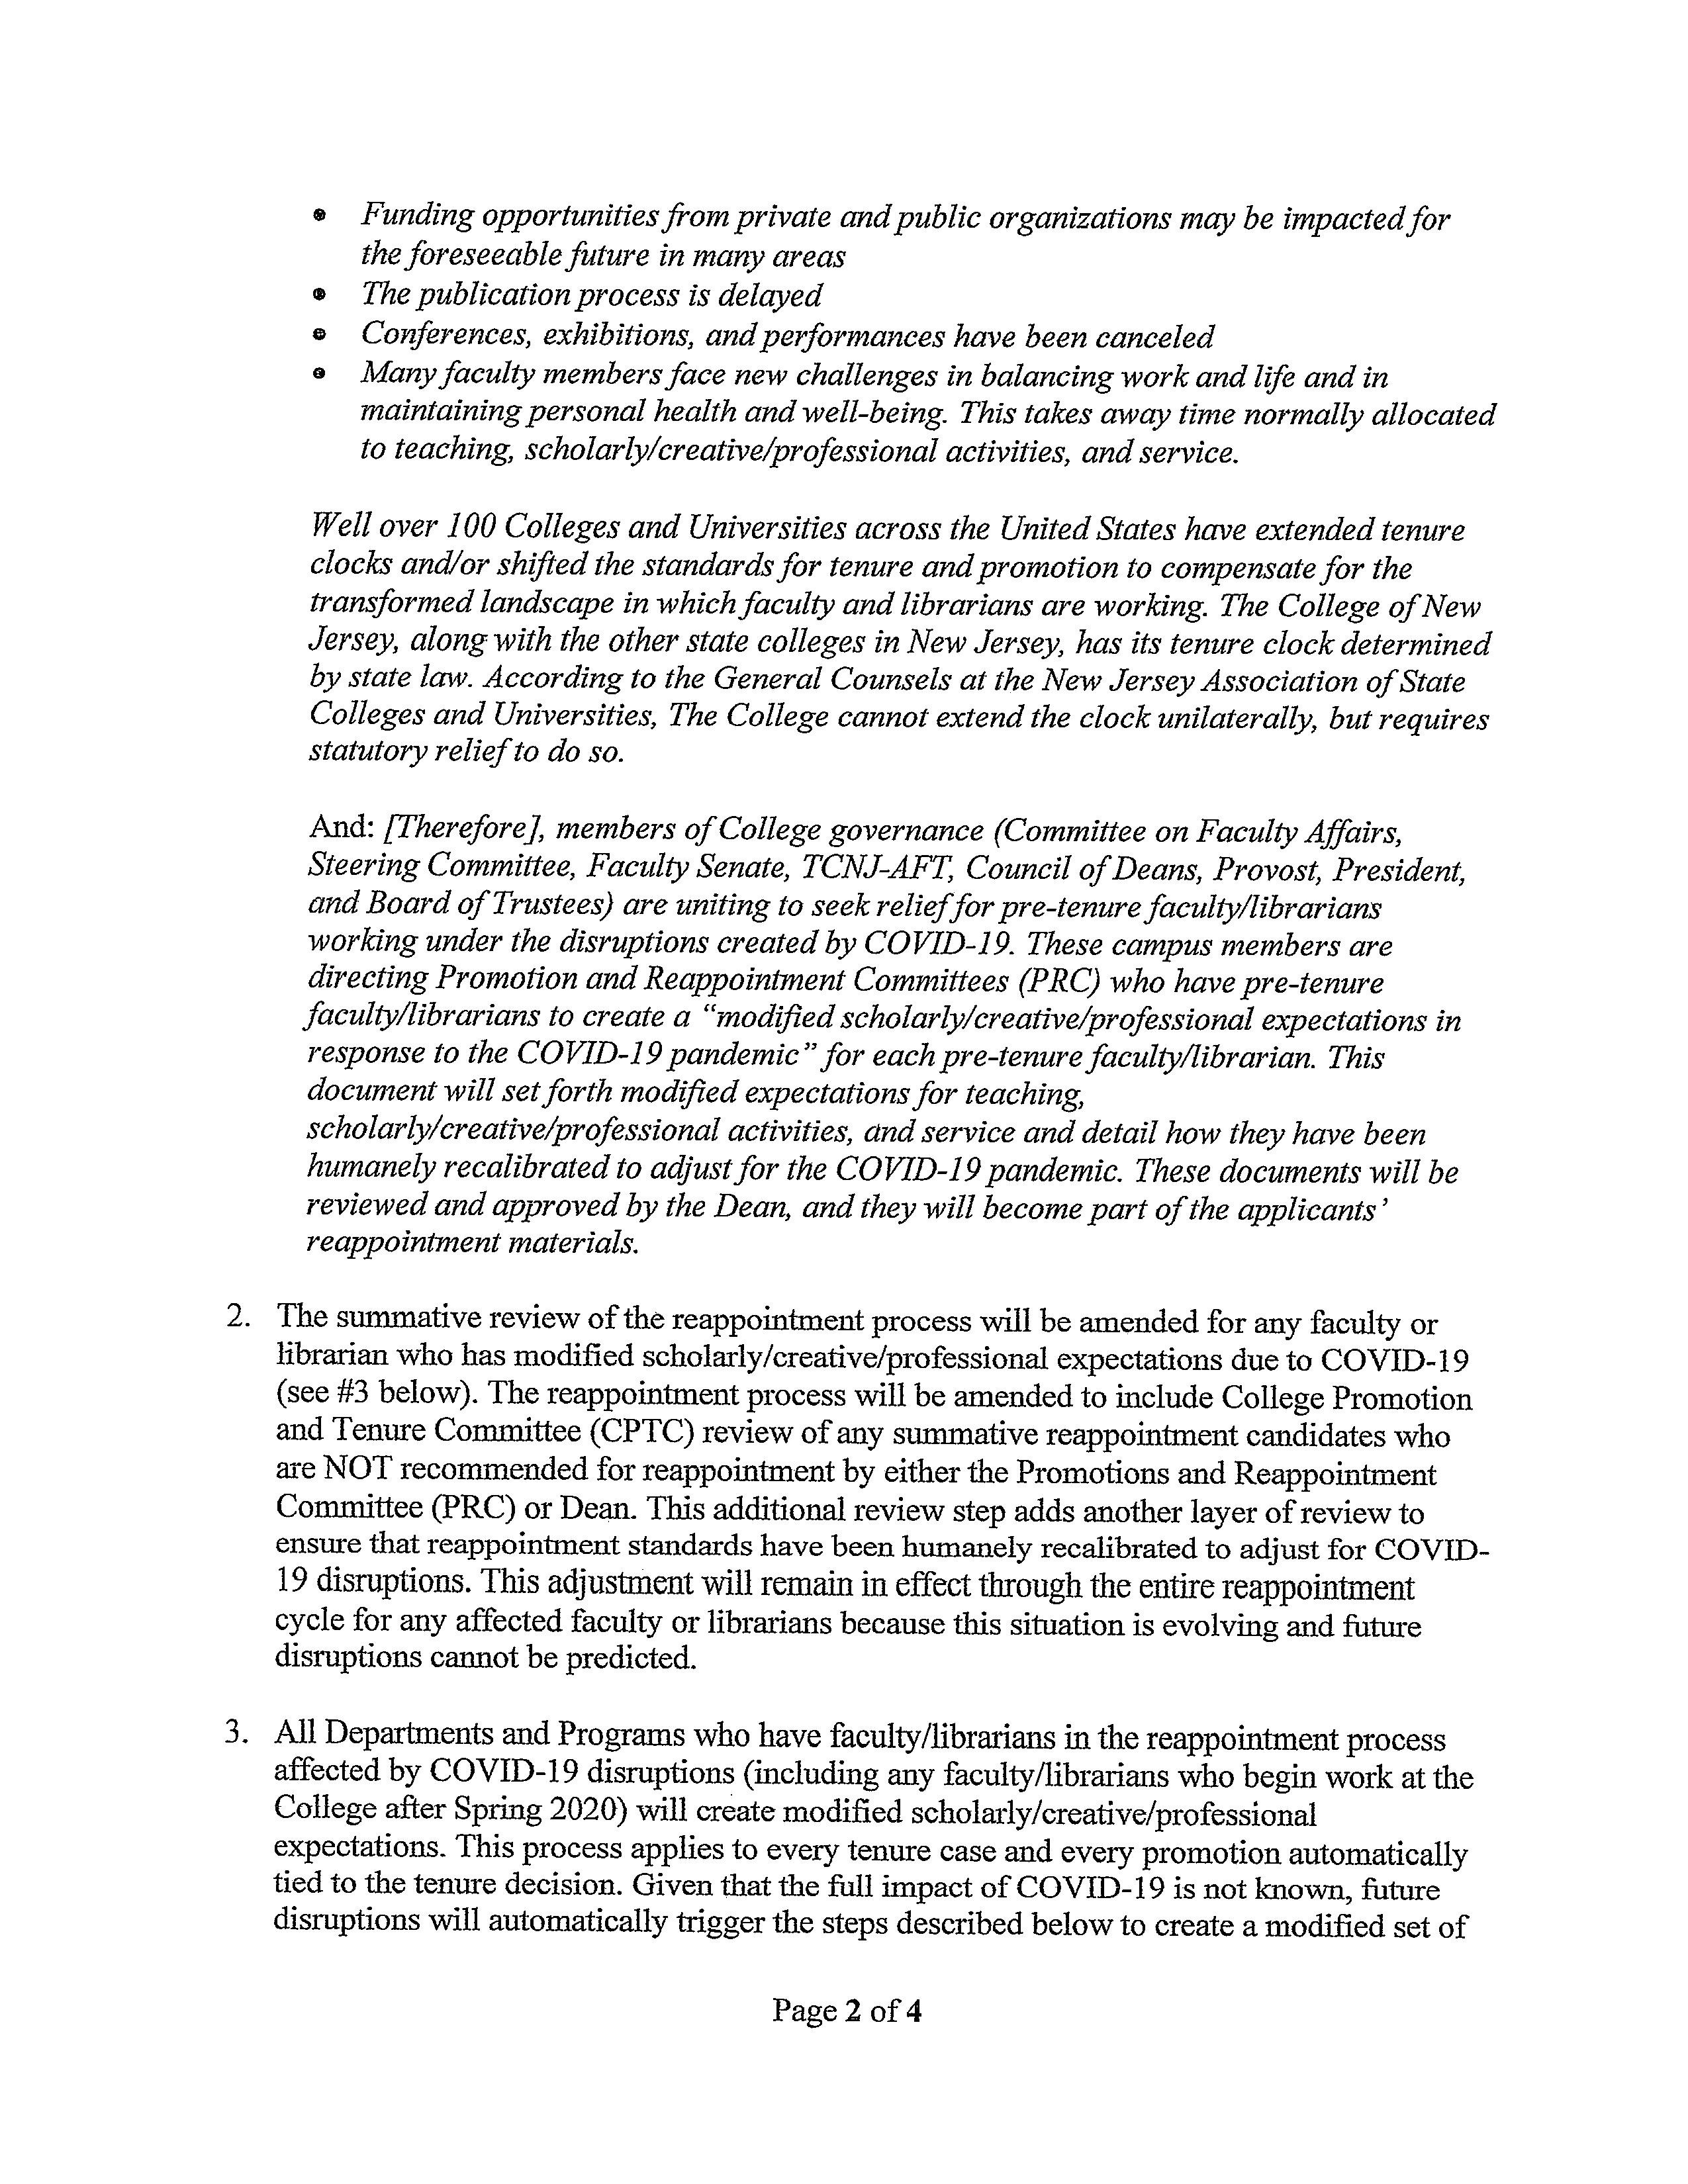 • Funding opportunities from private and public organizations may be impacted for
the foreseeable future in many areas
• The publication process is delayed
• Conferences, exhibitions, and performances have been canceled
• Many faculty members face new challenges in balancing work and life and in
maintaining personal health and well-being. This takes away time normally allocated
to teaching, scholarly/creative/professional activities, and service.
Well over 100 Colleges and Universities across the United States have extended tenure
clocks and/or shifted the standards for tenure and promotion to compensate for the
transformed landscape in which faculty and librarians are working. The College of New
Jersey, along with the other state colleges in New Jersey, has its tenure clock determined
by state law. According to the General Counsels at the New Jersey Association of State
Colleges and Universities, The College cannot extend the clock unilaterally, but requires
statutory relief to do so.
And: [Therefore], members of College governance (Committee on Faculty Affairs,
Steering Committee, Faculty Senate, TCNJ-AFT, Council of Deans, Provost, President,
and Board of Trustees) are uniting to seek relief for pre-tenure faculty/librarians
working under the disruptions created by COVID-19. These campus members are
directing Promotion and Reappointment Committees (PRC) who have pre-tenure
faculty/librarians to create a “modified scholarly/creative/professional expectations in
response to the COVID-19 pandemic” for each pre-tenure faculty/librarian. This
document will set forth modified expectations for teaching,
scholarly/creative/professional activities, and service and detail how they have been
humanely recalibrated to adjust for the COVID-19 pandemic. These documents will be
reviewed and approved by the Dean, and they will become part of the applicants’
reappointment materials.
2. The summative review of the reappointment process will be amended for any faculty or
librarian who has modified scholarly/creative/professional expectations due to COVID-19
(see #3 below). The reappointment process will be amended to include College Promotion
and Tenure Committee (CPTC) review of any summative reappointment candidates who
are NOT recommended for reappointment by either the Promotions and Reappointment
Committee (PRC) or Dean. This additional review step adds another layer of review to
ensure that reappointment standards have been humanely recalibrated to adjust for COVID-
19 disruptions. This adjustment will remain in effect through the entire reappointment
cycle for any affected faculty or librarians because this situation is evolving and future
disruptions cannot be predicted.
3. All Departments and Programs who have faculty/librarians in the reappointment process
affected by COVID-19 disruptions (including any faculty/librarians who begin work at the
College after Spring 2020) will create modified scholarly/creative/professional
expectations. This process applies to every tenure case and every promotion automatically
tied to the tenure decision. Given that the full impact of COVID-19 is not known, future
disruptions will automatically trigger the steps described below to create a modified set of
Page 2 of 4